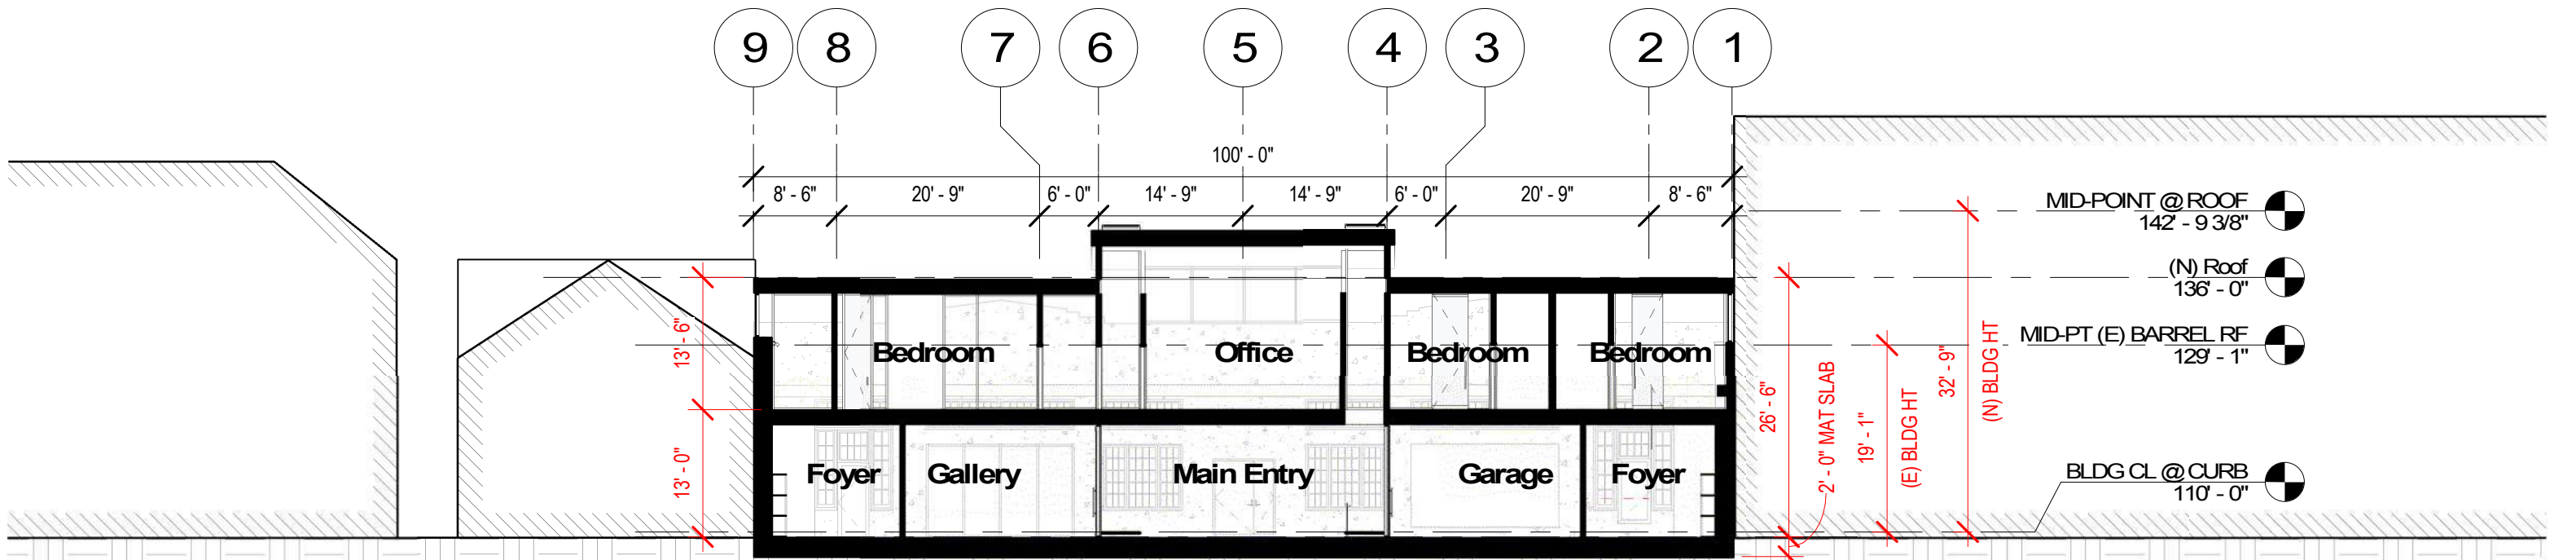 9 8 7 6 5 4 3 2 1
100' - 0"
8' - 6" 20' - 9" 6' - 0" 14' - 9" 14' - 9" 6' - 0" 20' - 9" 8' - 6"
MID-POINT @ ROOF
142' - 9 3/8"
(N) Roof
136' - 0"
MID-PT (E) BARREL RF
129' - 1"
BLDG CL @ CURB
110' - 0"
13' - 6"
13' - 0"
Bedroom Office Bedroom Bedroom
Foyer Gallery Main Entry Garage Foyer
26' - 6"
2' - 0" MAT SLAB
19' - 1"
(E) BLDG HT
32' - 9"
(N) BLDG HT